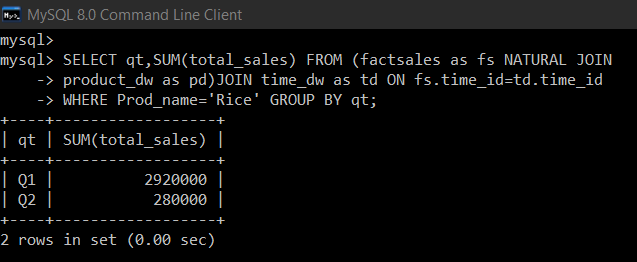 MySQL 8.0 Command Line Client
mysql>
mysql> SELECT qt,SUM(total_sales) FROM (factsales as fs NATURAL JOIN
    -> product_dw as pd)JOIN time_dw as td ON fs.time_id=td.time_id
    -> WHERE Prod_name='Rice' GROUP BY qt;
+----+------------------+
| qt | SUM(total_sales) |
+----+------------------+
| Q1 |          2920000 |
| Q2 |           280000 |
+----+------------------+
2 rows in set (0.00 sec)